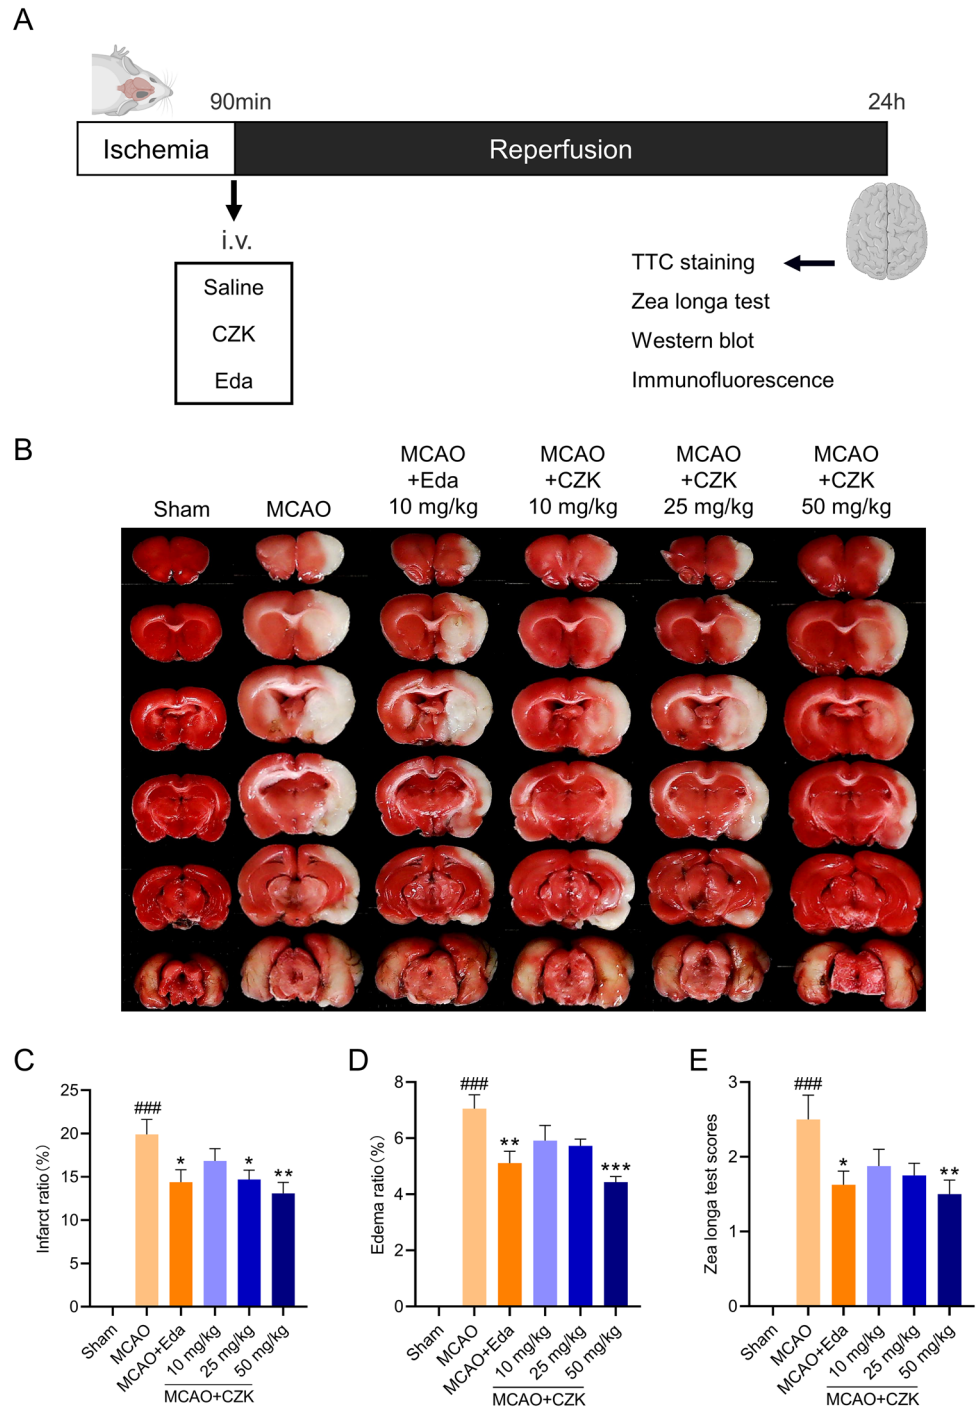 A
90min
24h
Ischemia
Reperfusion
i.v.
Saline
CZK
Eda
TTC staining
Zea longa test
Western blot
Immunofluorescence
B
Sham
MCAO
MCAO
+Eda
10 mg/kg
MCAO
+CZK
10 mg/kg
MCAO
+CZK
25 mg/kg
MCAO
+CZK
50 mg/kg
C
Infarct ratio(%)
25
20
15
10
5
0
###
*
*
**
Sham
MCAO
MCAO+Eda
10 mg/kg
25 mg/kg
50 mg/kg
MCAO+CZK
D
Edema ratio(%)
8
6
4
2
0
###
**
***
Sham
MCAO
MCAO+Eda
10 mg/kg
25 mg/kg
50 mg/kg
MCAO+CZK
E
Zea longa test scores
3
2
1
0
###
*
**
Sham
MCAO
MCAO+Eda
10 mg/kg
25 mg/kg
50 mg/kg
MCAO+CZK